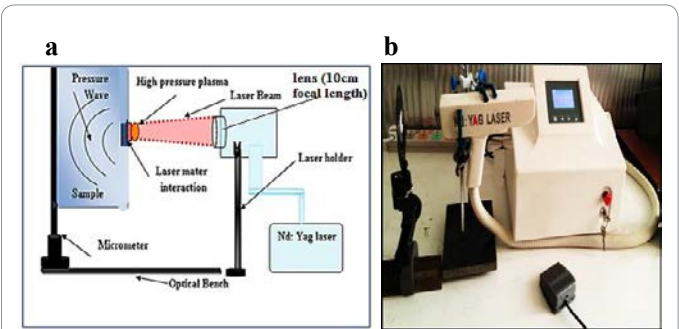 a
b
Pressure
Wave
High pressure plasma
Laser Beam
lens (10cm
focal length)
Laser mater
interaction
Laser holder
Sample
Micrometer
Nd: Yag laser
Optical Bench
:YAG LASER